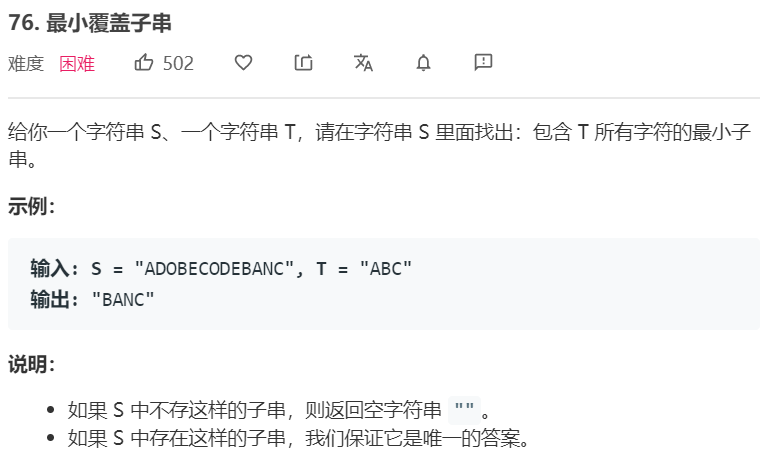 76. 最小覆盖子串
难度 困难 502
给你一个字符串 S、一个字符串 T，请在字符串 S 里面找出：包含 T 所有字符的最小子
串。
示例：
输入: S = "ADOBECODEBANC", T = "ABC"
输出: "BANC"
说明：
如果 S 中不存这样的子串，则返回空字符串 ""。
如果 S 中存在这样的子串，我们保证它是唯一的答案。